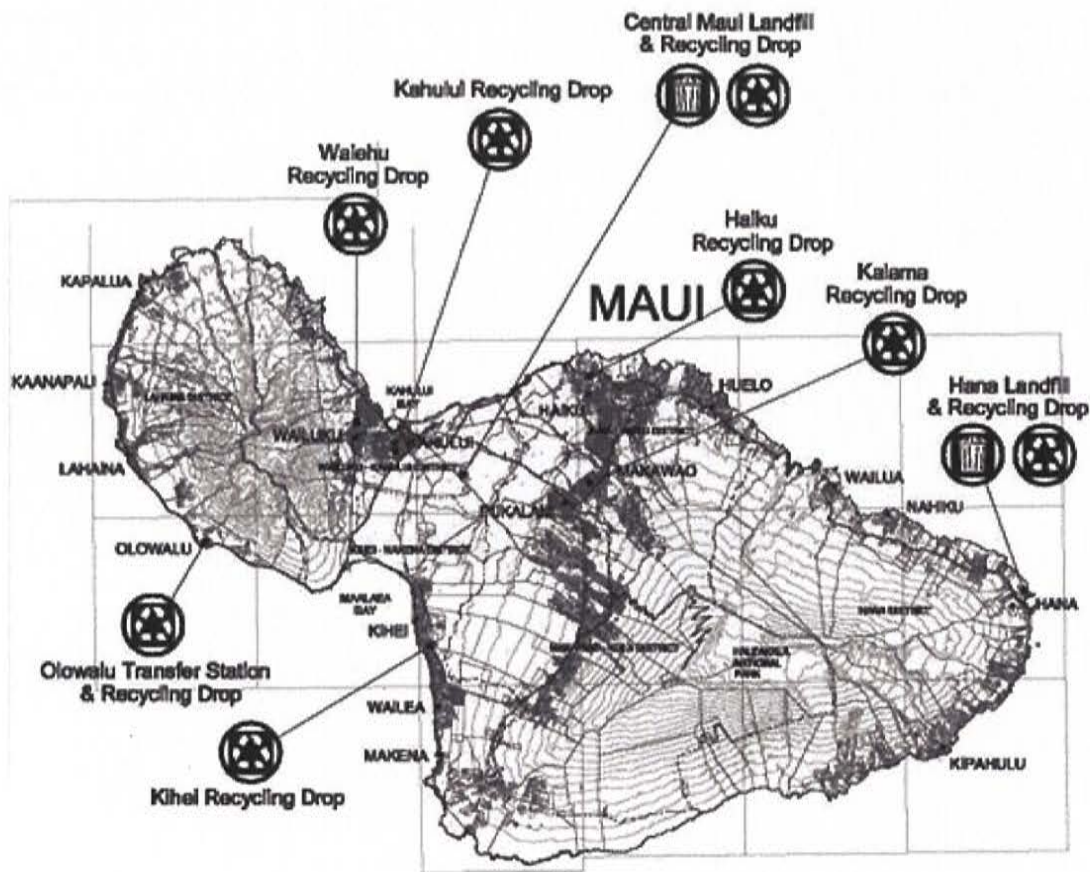 Central Maui Landfill
& Recycling Drop
Kahului Recycling Drop
Waiehu
Recycling Drop
Haiku
Recycling Drop
Kalama
Recycling Drop
MAUI
Hana Landfill
& Recycling Drop
KAPALUA
KAANAPALI
LAHAINA
OLOWALU
KAHULUI
BAY
WAILUKU
KAHULUI
HAIKU
HUELO
MAKAWAO
PUKALANI
WAILUA
NAHIKU
HANA
MAALAEA
BAY
KIHEI
HALEAKALA
NATIONAL
PARK
WAILEA
MAKENA
KIPAHULU
Olowalu Transfer Station
& Recycling Drop
Kihei Recycling Drop